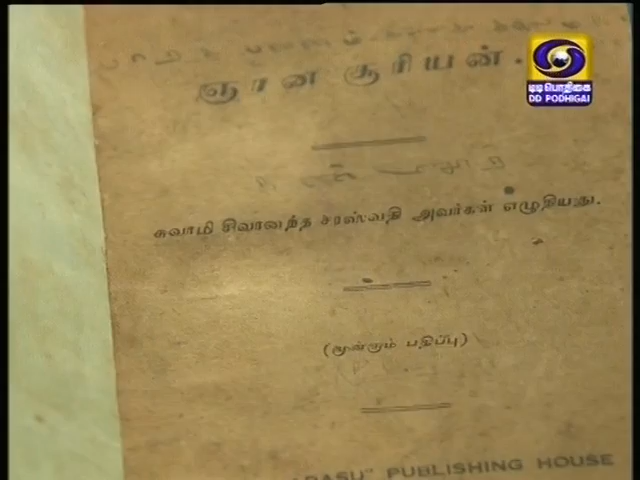 ஞான சூரியன்.
டிடி பொதிகை
DD PODHIGAI
சுவாமி சிவானந்த சரஸ்வதி அவர்கள் எழுதியது.
(மூன்றாம் பதிப்பு)
PUBLISHING HOUSE